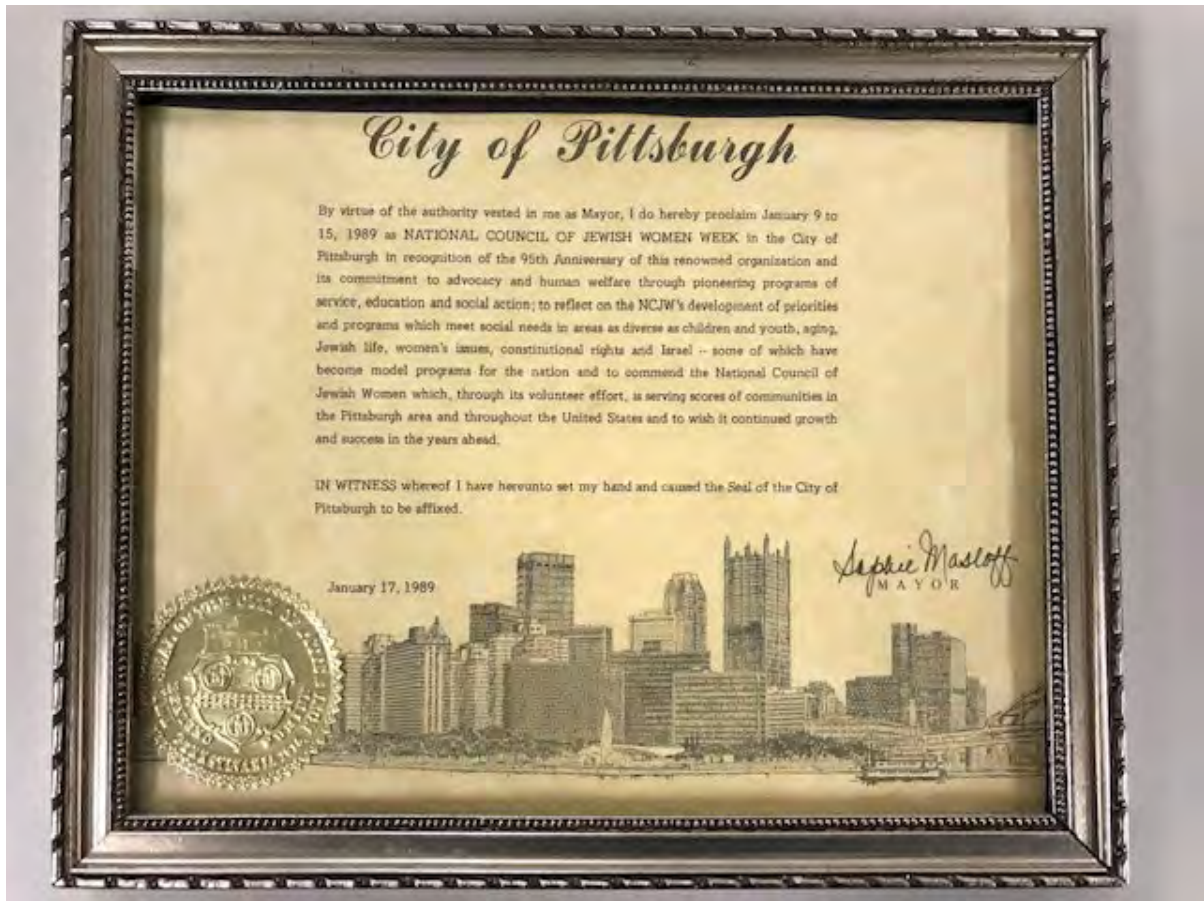 City of Pittsburgh
By virtue of the authority vested in me as Mayor, I do hereby proclaim January 9 to
15, 1989 as NATIONAL COUNCIL OF JEWISH WOMEN WEEK in the City of
Pittsburgh in recognition of the 95th Anniversary of this renowned organization and
its commitment to advocacy and human welfare through pioneering programs of
service, education and social action; to reflect on the NCJW's development of priorities
and programs which meet social needs in areas as diverse as children and youth, aging,
Jewish life, women's issues, constitutional rights and Israel -- some of which have
become model programs for the nation and to commend the National Council of
Jewish Women which, through its volunteer effort, is serving scores of communities in
the Pittsburgh area and throughout the United States and to wish it continued growth
and success in the years ahead.
IN WITNESS whereof I have hereunto set my hand and caused the Seal of the City of
Pittsburgh to be affixed.
Sophie Masloff
MAYOR
January 17, 1989
SEAL OF THE CITY OF